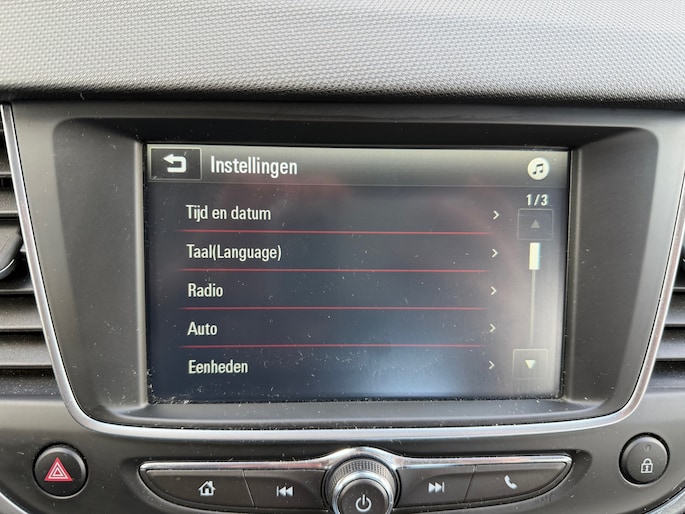 Instellingen
1/3
Tijd en datum
Taal(Language)
Radio
Auto
Eenheden